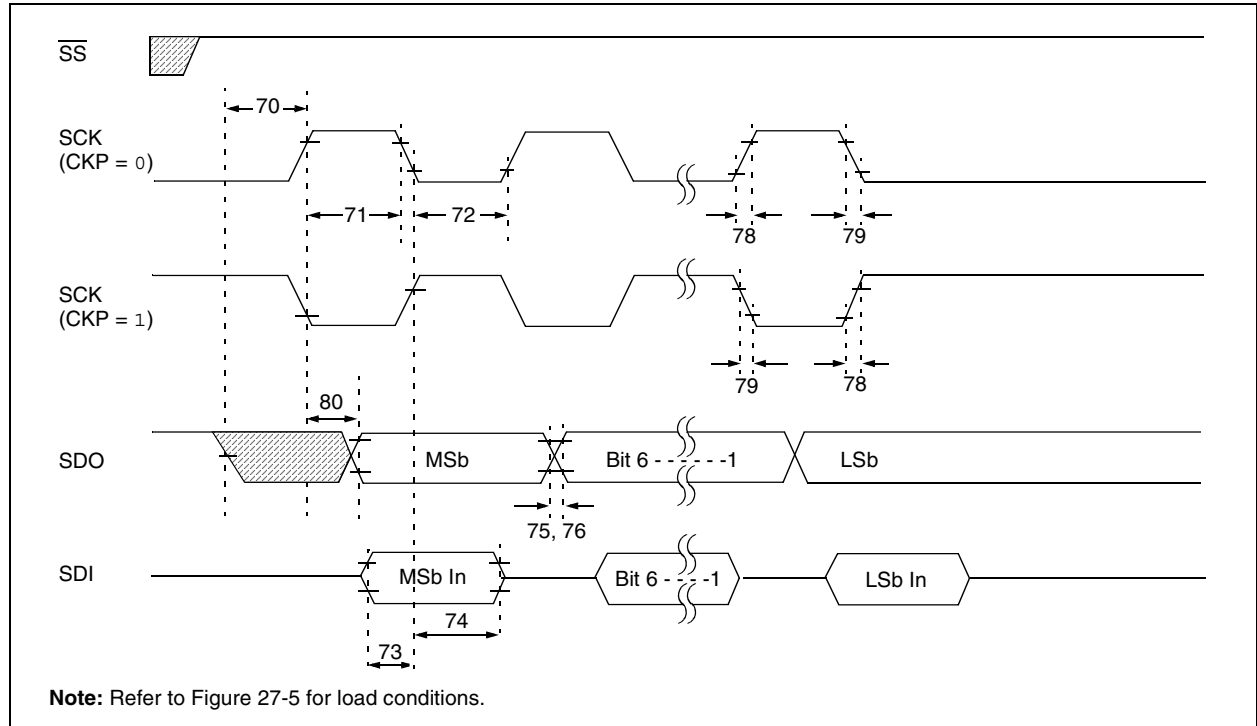 SS
70
SCK
(CKP = 0)
71
72
78
79
SCK
(CKP = 1)
79
78
80
SDO
MSb
Bit 6 - - - - - -1
LSb
75, 76
SDI
MSb In
Bit 6 - - - - -1
LSb In
74
73
Note: Refer to Figure 27-5 for load conditions.